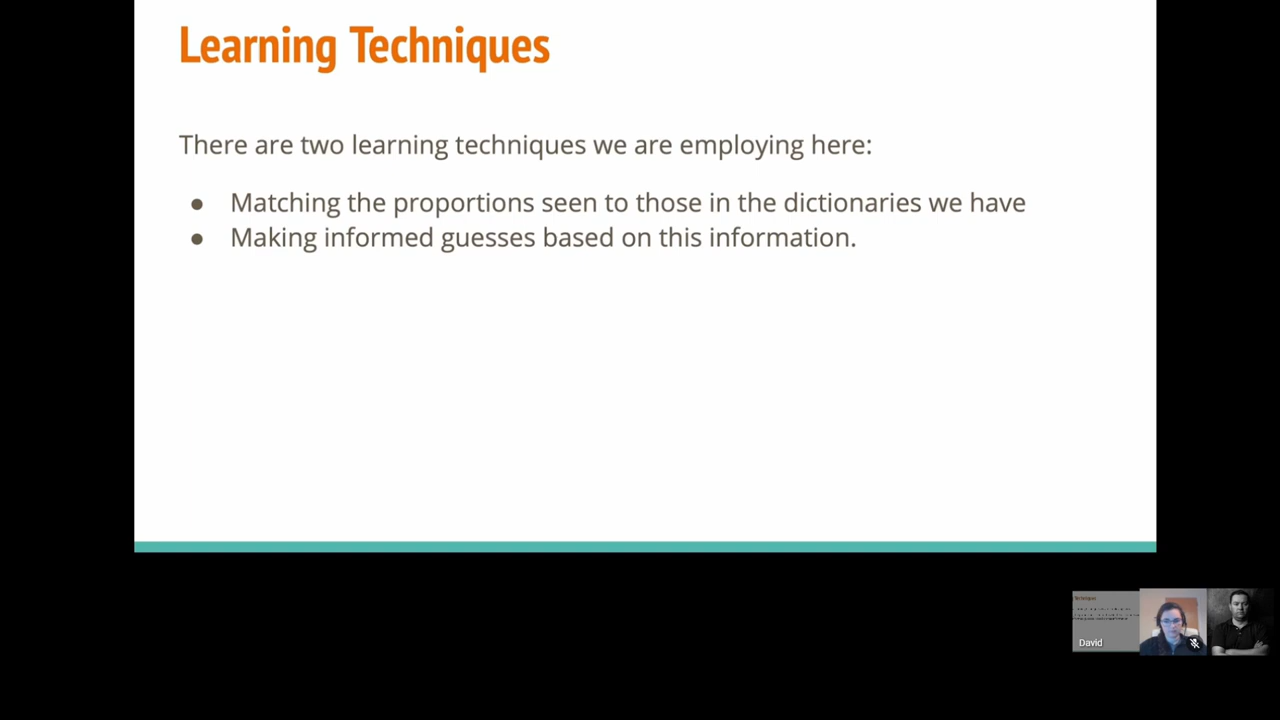 Learning Techniques
There are two learning techniques we are employing here:
● Matching the proportions seen to those in the dictionaries we have
● Making informed guesses based on this information.
David